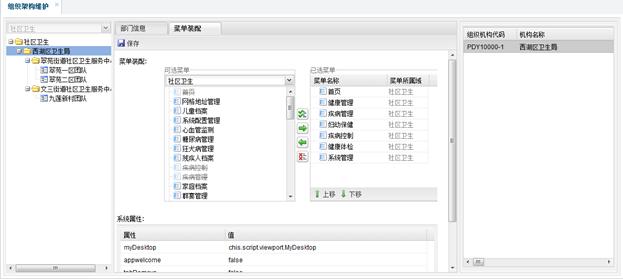 组织架构维护
社区卫生
社区卫生
西湖区卫生局
翠苑街道社区卫生服务中
翠苑一区团队
翠苑二区团队
文三街道社区卫生服务中
九莲新村团队
部门信息
菜单装配
保存
菜单装配:
可选菜单
社区卫生
首页
网格地址管理
儿童档案
系统配置管理
心血管监测
糖尿病管理
狂犬病管理
残疾人档案
疾病控制
疾病管理
家庭档案
群宴管理
已选菜单
菜单名称 菜单所属域
首页 社区卫生
健康管理 社区卫生
疾病管理 社区卫生
妇幼保健 社区卫生
疾病控制 社区卫生
健康体检 社区卫生
系统管理 社区卫生
上移 下移
系统属性:
属性 值
myDesktop chis.script.viewport.MyDesktop
appwelcome false
组织机构代码 机构名称
PDY10000-1 西湖区卫生局